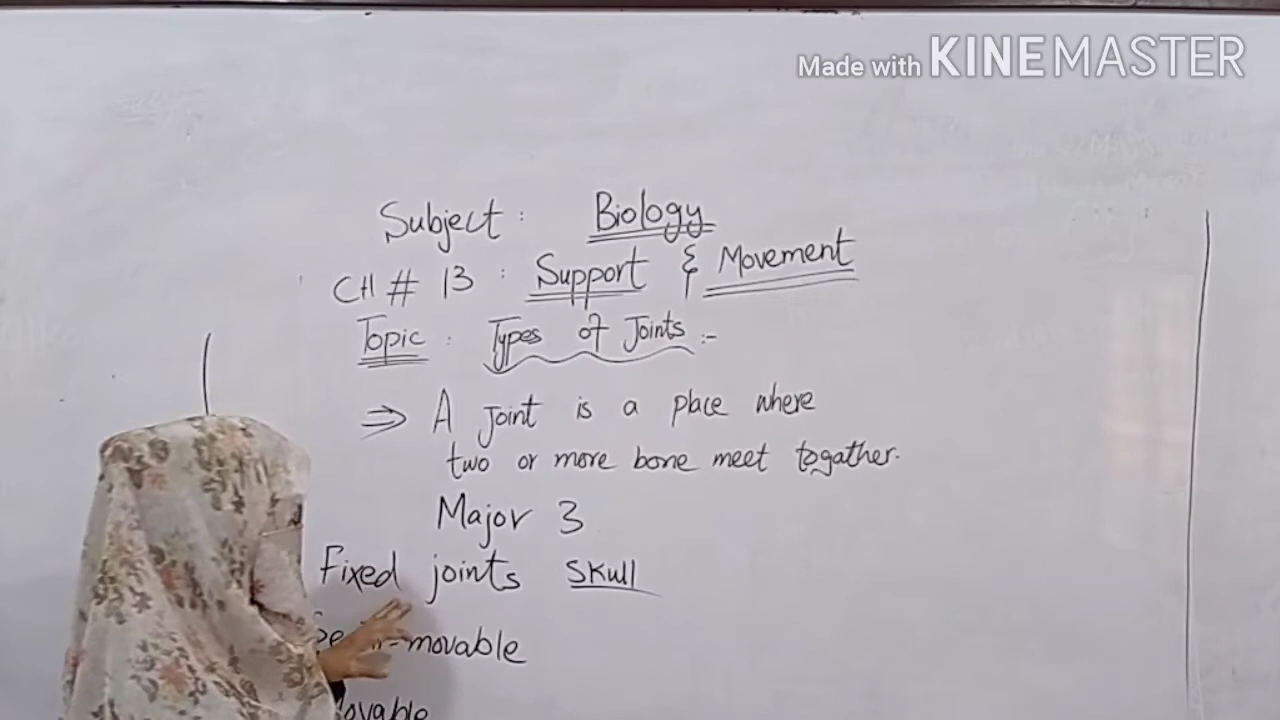 Made with KINEMASTER
Subject : Biology
CH # 13 : Support & Movement
Topic : Types of Joints :-
⇒ A joint is a place where
two or more bone meet togather.
Major 3
Fixed joints Skull
movable
Movable